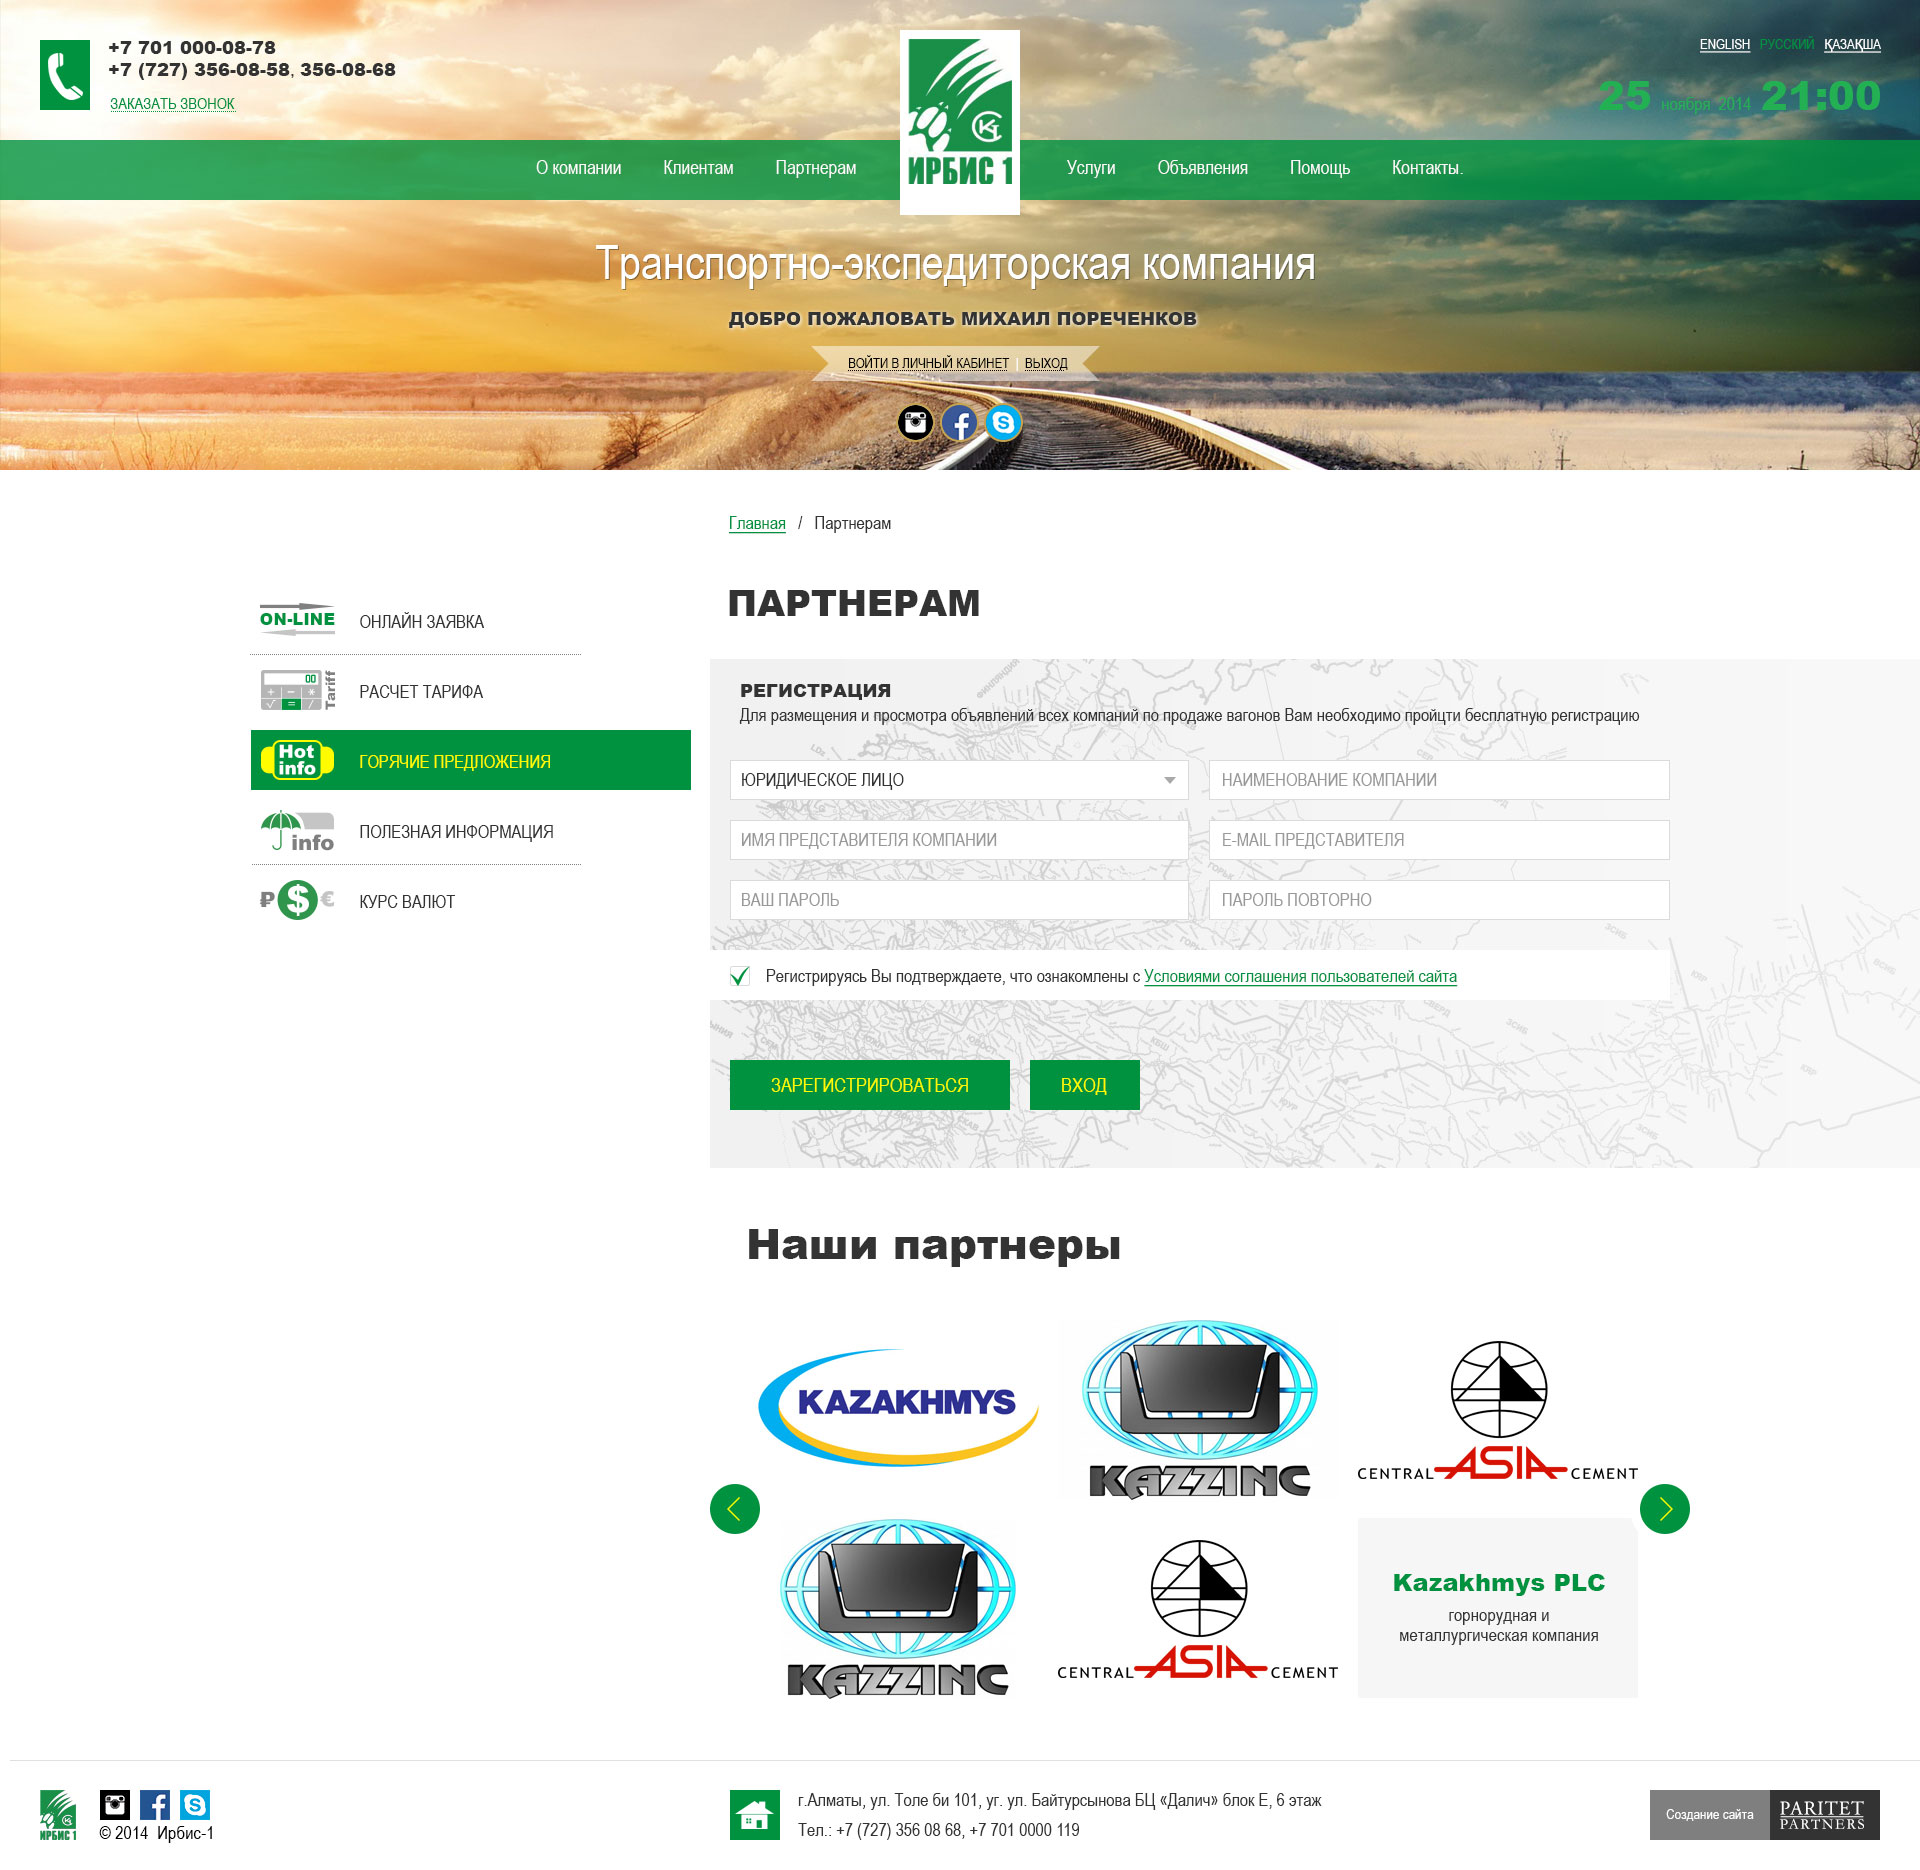 +7 701 000-08-78
+7 (727) 356-08-58, 356-08-68
ЗАКАЗАТЬ ЗВОНОК
ENGLISH РУССКИЙ ҚАЗАҚША
25 ноября 2014 21:00
ИРБИС 1
О компании Клиентам Партнерам Услуги Объявления Помощь Контакты.
Транспортно-экспедиторская компания
ДОБРО ПОЖАЛОВАТЬ МИХАИЛ ПОРЕЧЕНКОВ
ВОЙТИ В ЛИЧНЫЙ КАБИНЕТ | ВЫХОД
Главная / Партнерам
ПАРТНЕРАМ
ON-LINE ОНЛАЙН ЗАЯВКА
Tariff РАСЧЕТ ТАРИФА
Hot info ГОРЯЧИЕ ПРЕДЛОЖЕНИЯ
info ПОЛЕЗНАЯ ИНФОРМАЦИЯ
₽ $ € КУРС ВАЛЮТ
РЕГИСТРАЦИЯ
Для размещения и просмотра объявлений всех компаний по продаже вагонов Вам необходимо пройцти бесплатную регистрацию
ЮРИДИЧЕСКОЕ ЛИЦО НАИМЕНОВАНИЕ КОМПАНИИ
ИМЯ ПРЕДСТАВИТЕЛЯ КОМПАНИИ E-MAIL ПРЕДСТАВИТЕЛЯ
ВАШ ПАРОЛЬ ПАРОЛЬ ПОВТОРНО
Регистрируясь Вы подтверждаете, что ознакомлены с Условиями соглашения пользователей сайта
ЗАРЕГИСТРИРОВАТЬСЯ ВХОД
Наши партнеры
KAZAKHMYS
KAZZINC
CENTRAL ASIA CEMENT
KAZZINC
CENTRAL ASIA CEMENT
Kazakhmys PLC
горнорудная и
металлургическая компания
ИРБИС 1
© 2014 Ирбис-1
г.Алматы, ул. Толе би 101, уг. ул. Байтурсынова БЦ «Далич» блок Е, 6 этаж
Тел.: +7 (727) 356 08 68, +7 701 0000 119
Создание сайта PARITET
PARTNERS